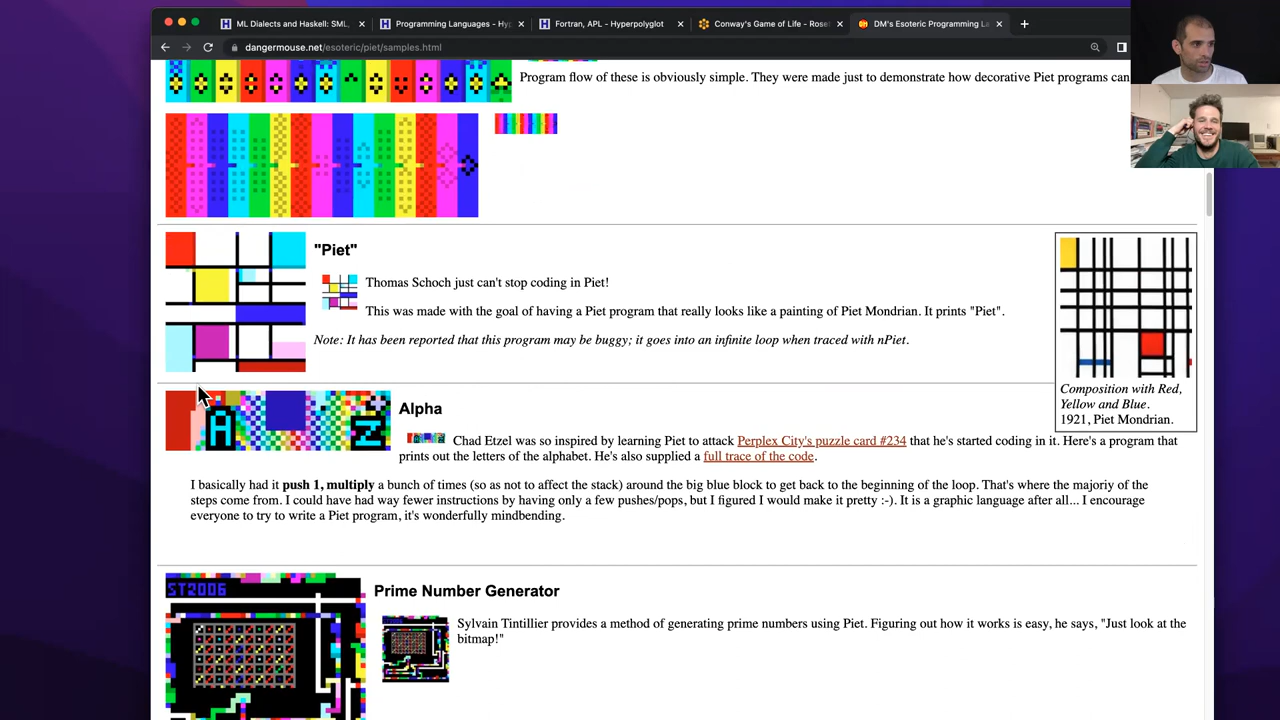 ML Dialects and Haskell: SML,
Programming Languages - Hyp
Fortran, APL - Hyperpolyglot
Conway's Game of Life - Rose
DM's Esoteric Programming La
dangermouse.net/esoteric/piet/samples.html
Program flow of these is obviously simple. They were made just to demonstrate how decorative Piet programs can
"Piet"
Thomas Schoch just can't stop coding in Piet!
This was made with the goal of having a Piet program that really looks like a painting of Piet Mondrian. It prints "Piet".
Note: It has been reported that this program may be buggy; it goes into an infinite loop when traced with nPiet.
Composition with Red,
Yellow and Blue.
1921, Piet Mondrian.
A Z
Alpha
Chad Etzel was so inspired by learning Piet to attack Perplex City's puzzle card #234 that he's started coding in it. Here's a program that
prints out the letters of the alphabet. He's also supplied a full trace of the code.
I basically had it push 1, multiply a bunch of times (so as not to affect the stack) around the big blue block to get back to the beginning of the loop. That's where the majoriy of the
steps come from. I could have had way fewer instructions by having only a few pushes/pops, but I figured I would make it pretty :-). It is a graphic language after all... I encourage
everyone to try to write a Piet program, it's wonderfully mindbending.
ST2006
Prime Number Generator
Sylvain Tintillier provides a method of generating prime numbers using Piet. Figuring out how it works is easy, he says, "Just look at the
bitmap!"